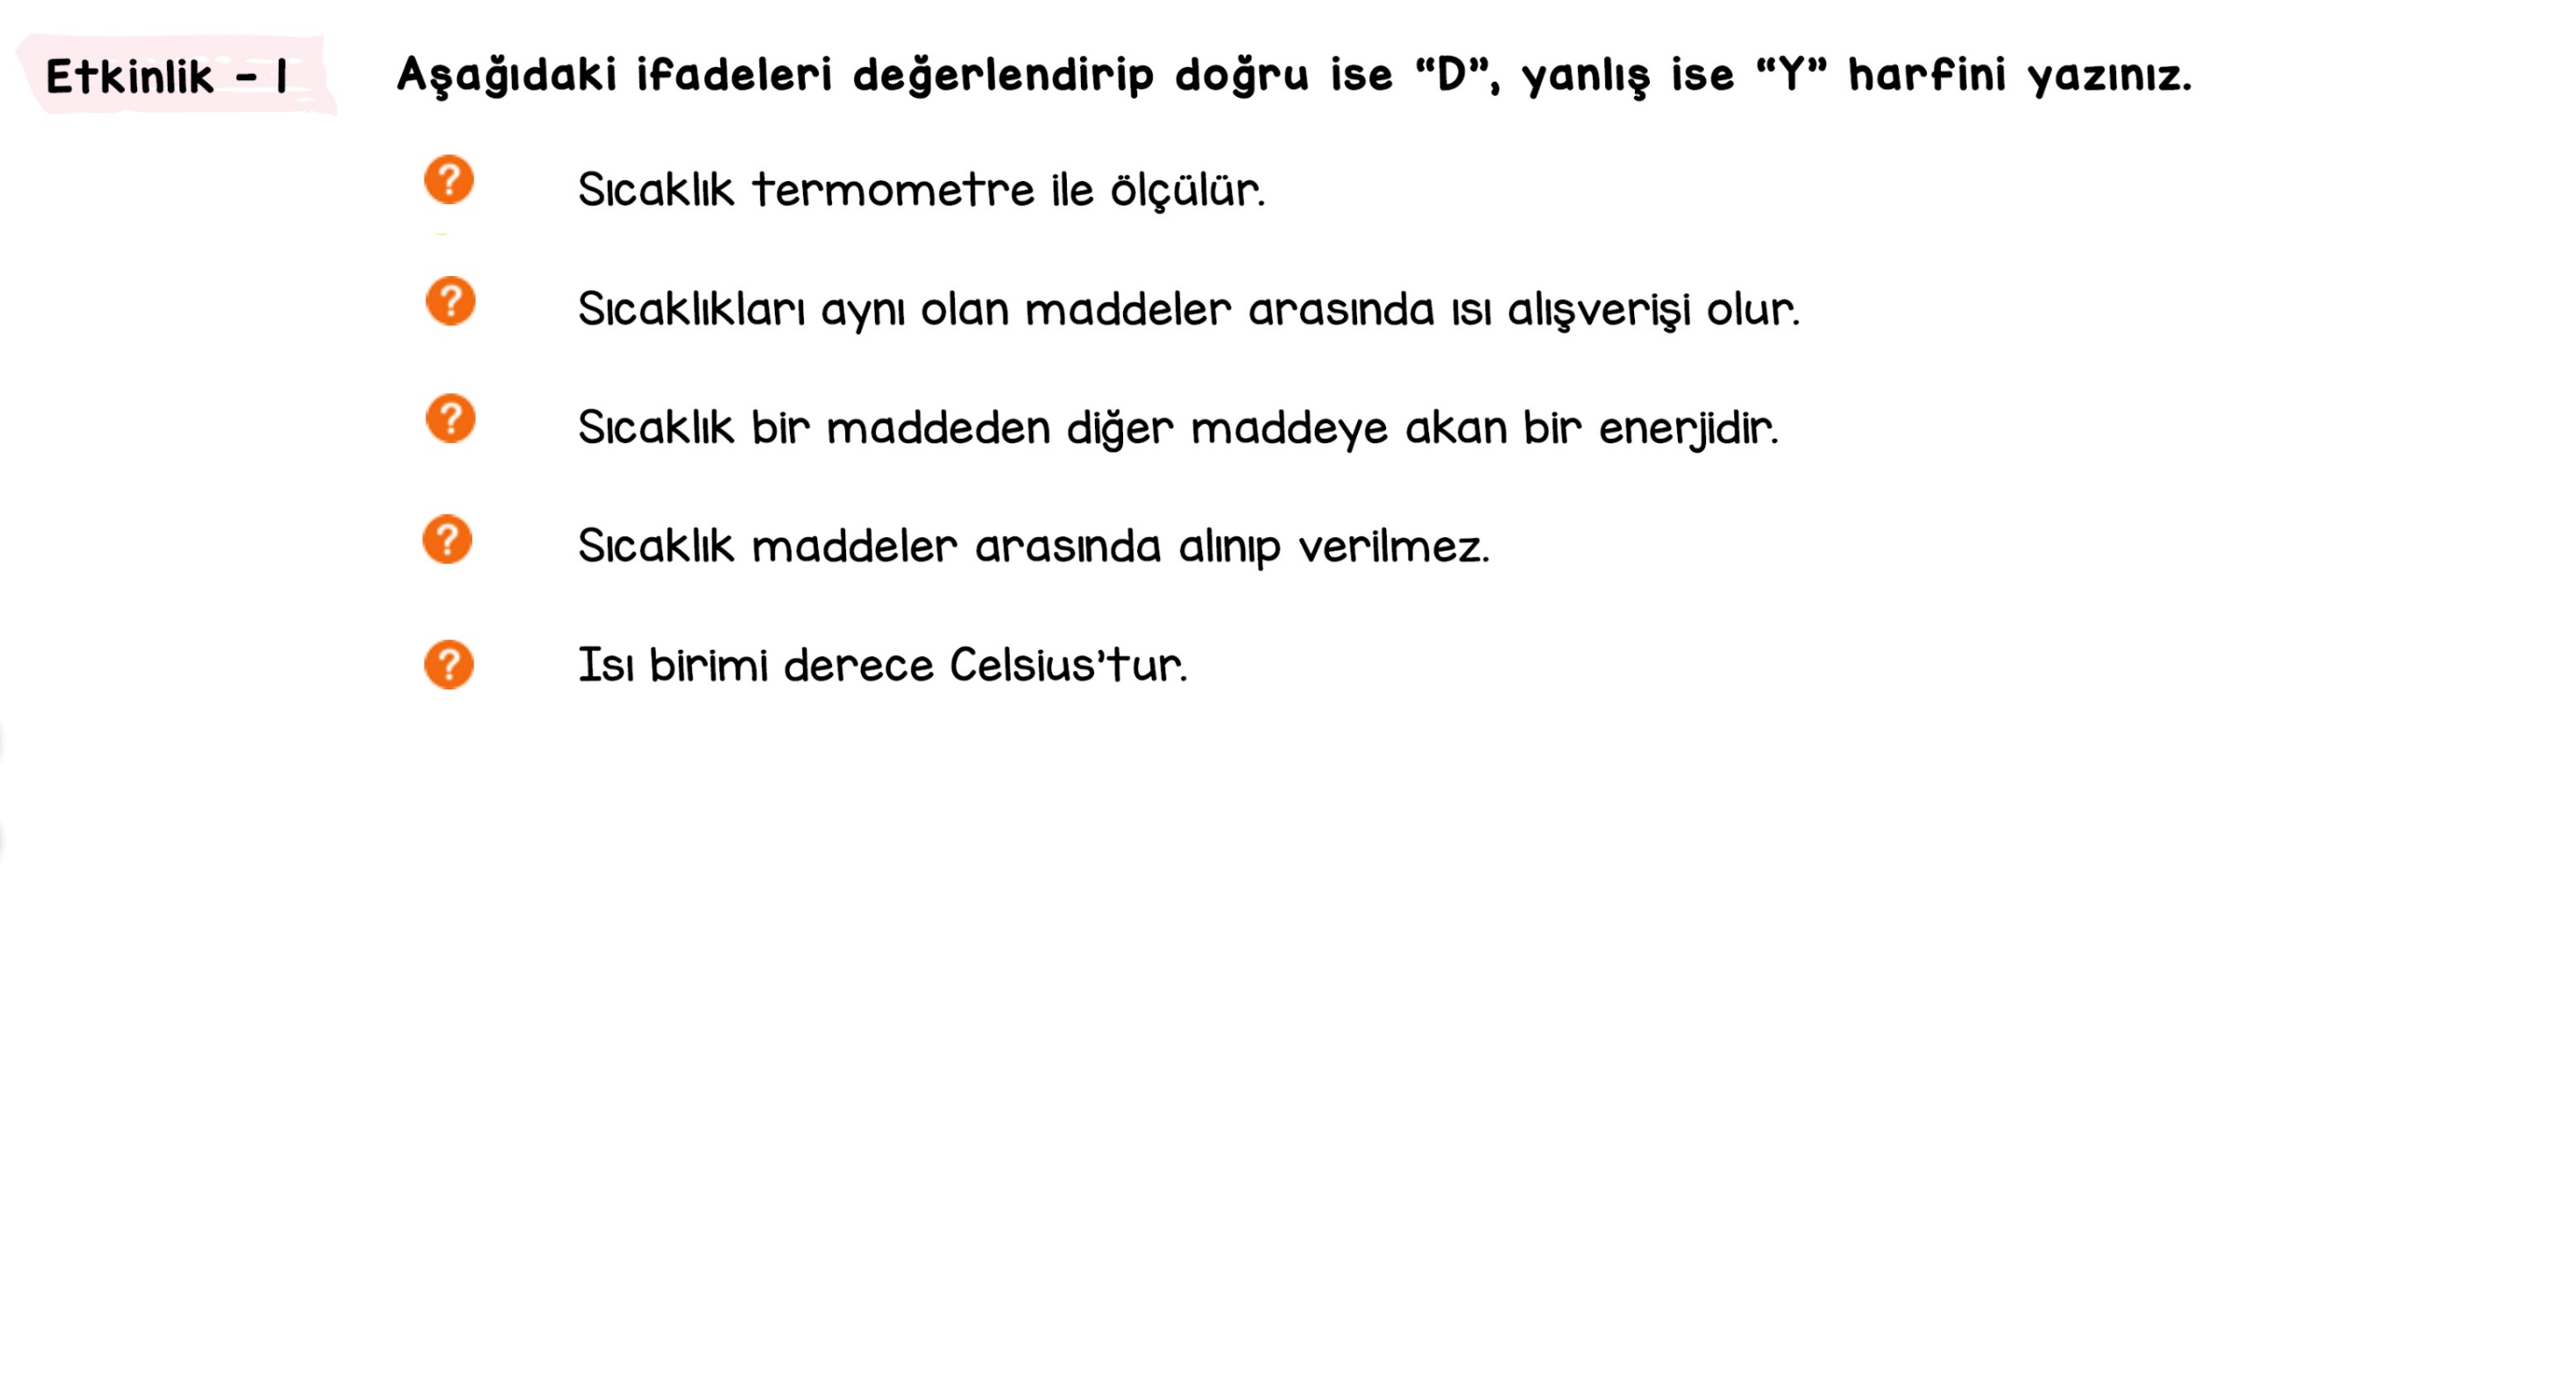 Etkinlik - 1 Aşağıdaki ifadeleri değerlendirip doğru ise “D”, yanlış ise “Y” harfini yazınız.
? Sıcaklık termometre ile ölçülür.
? Sıcaklıkları aynı olan maddeler arasında ısı alışverişi olur.
? Sıcaklık bir maddeden diğer maddeye akan bir enerjidir.
? Sıcaklık maddeler arasında alınıp verilmez.
? Isı birimi derece Celsius’tur.